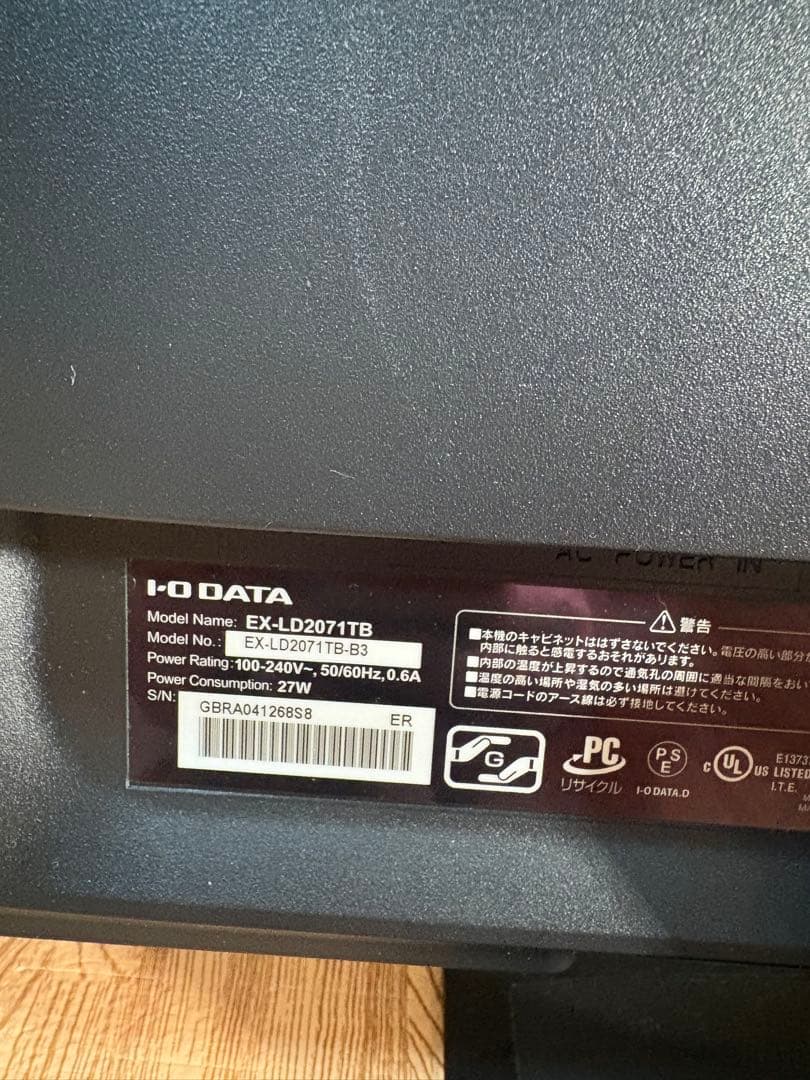 AC POWER IN
I-O DATA
Model Name: EX-LD2071TB
Model No.: EX-LD2071TB-B3
Power Rating:100-240V~, 50/60Hz,0.6A
Power Consumption: 27W
S/N:
GBRA041268S8 ER
警告
■本機のキャビネットははずさないでください。電圧の高い部分が
内部に触ると感電するおそれがあります。
■内部の温度が上昇するので通気孔の周囲に適当な間隔をおい
■温度の高い場所や湿気の多い場所は避けてください。
■電源コードのアース線は必ず接地してください。
G
PC
リサイクル
PS
E
I-O DATA.D
c UL US LISTED
I.T.E.